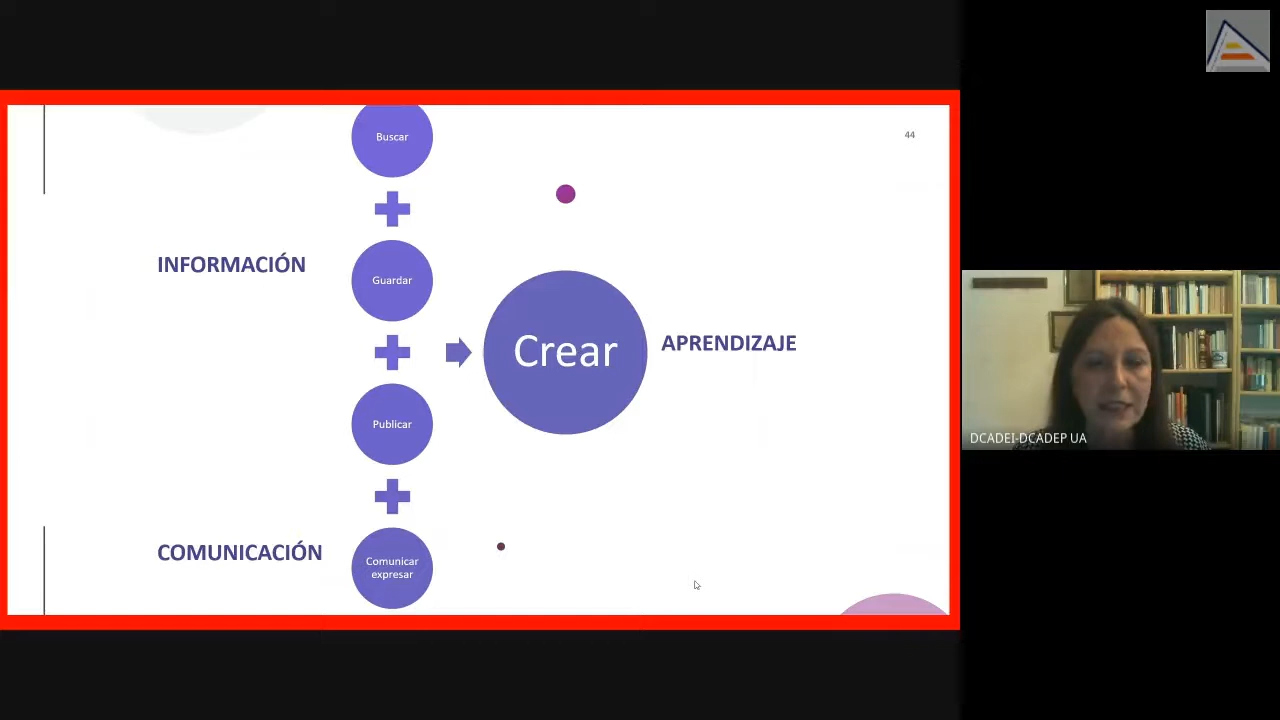 Buscar
44
INFORMACIÓN
Guardar
Crear
APRENDIZAJE
Publicar
COMUNICACIÓN
Comunicar
expresar
DCADEI-DCADEP UA